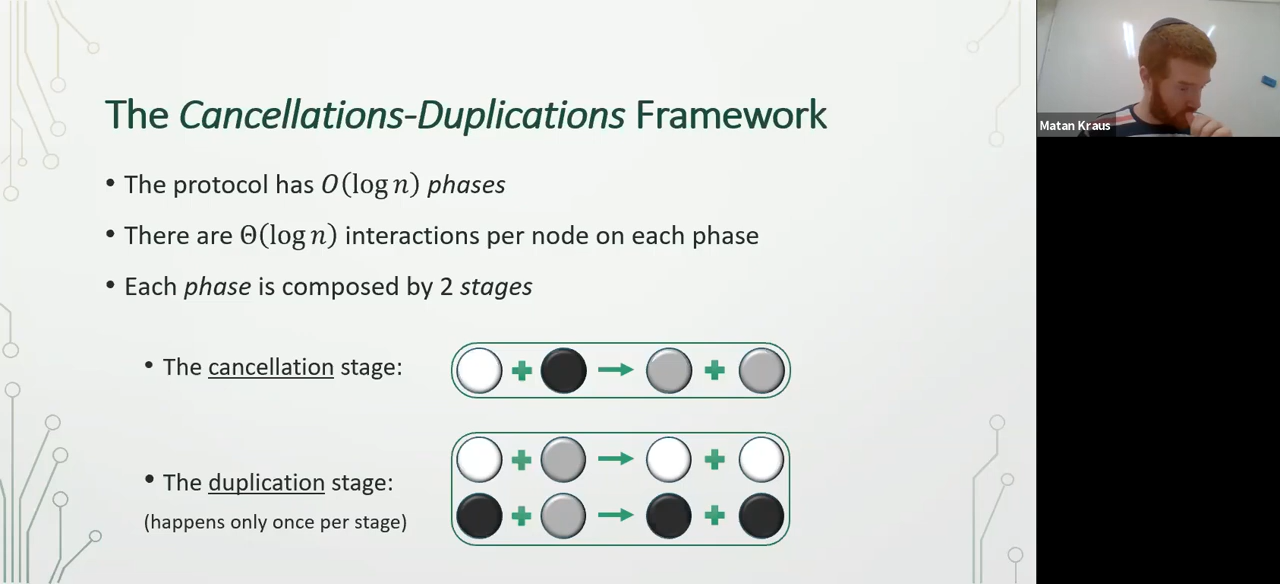 The Cancellations-Duplications Framework
• The protocol has O(log n) phases
• There are Θ(log n) interactions per node on each phase
• Each phase is composed by 2 stages
• The cancellation stage:
• The duplication stage:
(happens only once per stage)
Matan Kraus